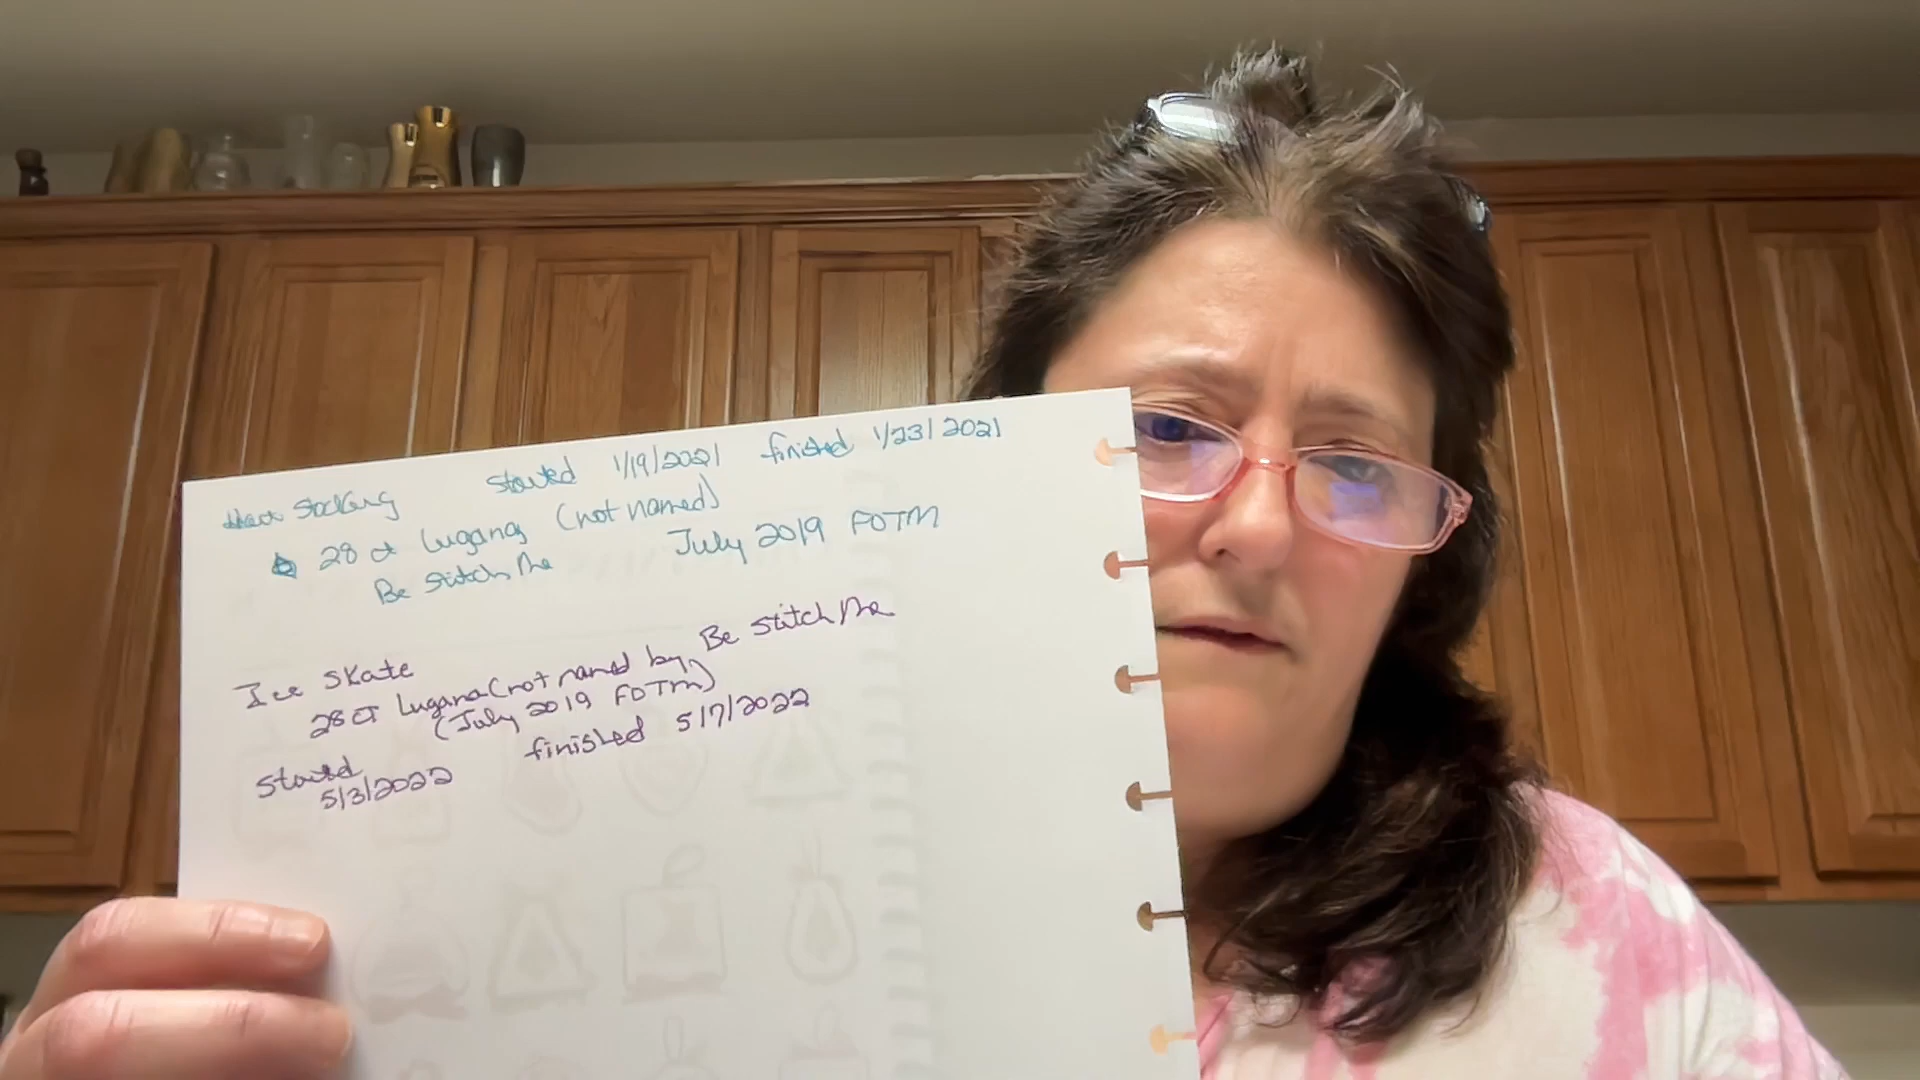 Stocking started 1/19/2021 finished 1/23/2021
28 ct Lugana (not named)
Be Stitch Me July 2019 FOTM
Ice Skate
28 ct Lugana (not named by Be Stitch Me
(July 2019 FOTM)
started finished 5/7/2022
5/3/2022